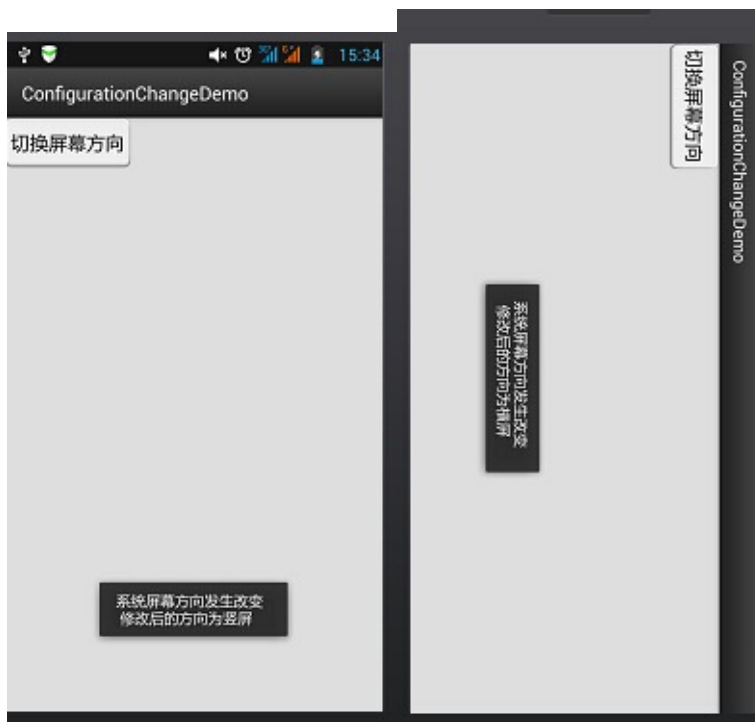 15:34
ConfigurationChangeDemo
切换屏幕方向
系统屏幕方向发生改变
修改后的方向为竖屏
ConfigurationChangeDemo
切换屏幕方向
系统屏幕方向发生改变
修改后的方向为横屏